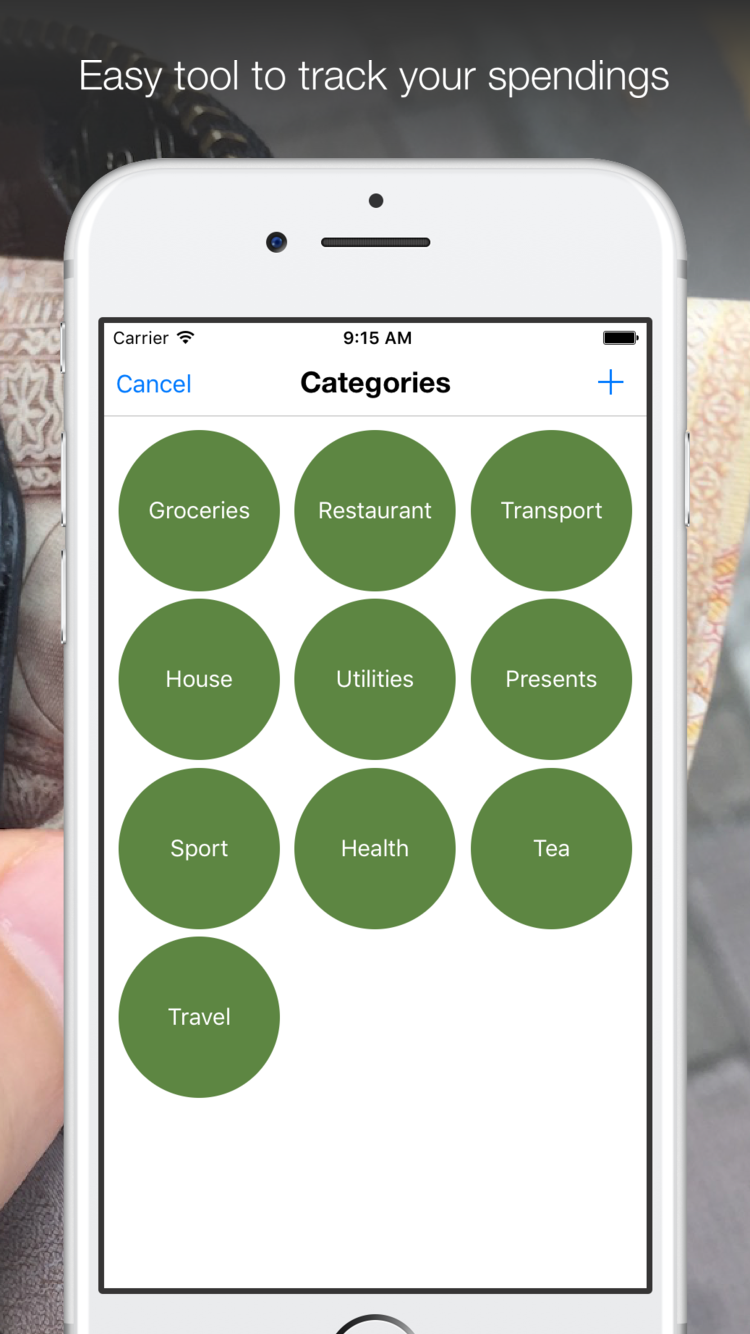 Easy tool to track your spendings
Carrier 9:15 AM
Cancel Categories +
Groceries Restaurant Transport
House Utilities Presents
Sport Health Tea
Travel